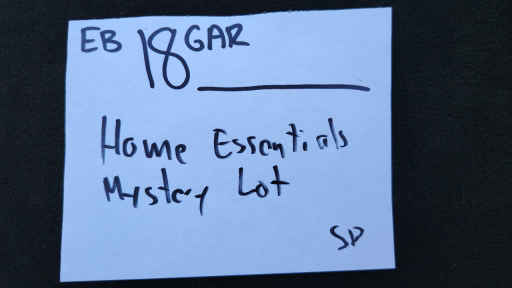 EB 18 GAR
Home Essentials
Mystery Lot
SP